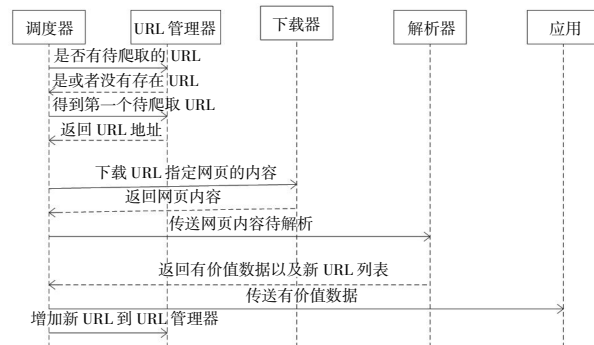 调度器
URL 管理器
下载器
解析器
应用
是否有待爬取的 URL
是或者没有存在 URL
得到第一个待爬取 URL
返回 URL 地址
下载 URL 指定网页的内容
返回网页内容
传送网页内容待解析
返回有价值数据以及新 URL 列表
传送有价值数据
增加新 URL 到 URL 管理器